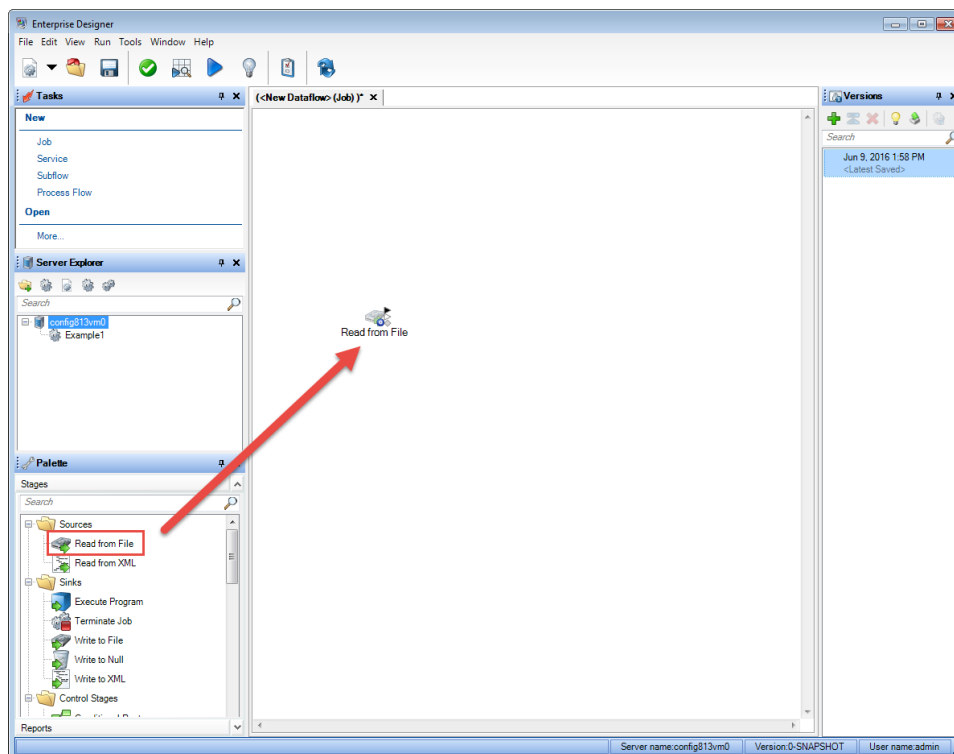 Enterprise Designer
File Edit View Run Tools Window Help
Tasks
New
Job
Service
Subflow
Process Flow
Open
More...
Server Explorer
Search
config813vm0
Example1
Palette
Stages
Search
Sources
Read from File
Read from XML
Sinks
Execute Program
Terminate Job
Write to File
Write to Null
Write to XML
Control Stages
Reports
(<New Dataflow> (Job) )*
Read from File
Versions
Search
Jun 9, 2016 1:58 PM
<Latest Saved>
Server name:config813vm0 Version:0-SNAPSHOT User name:admin